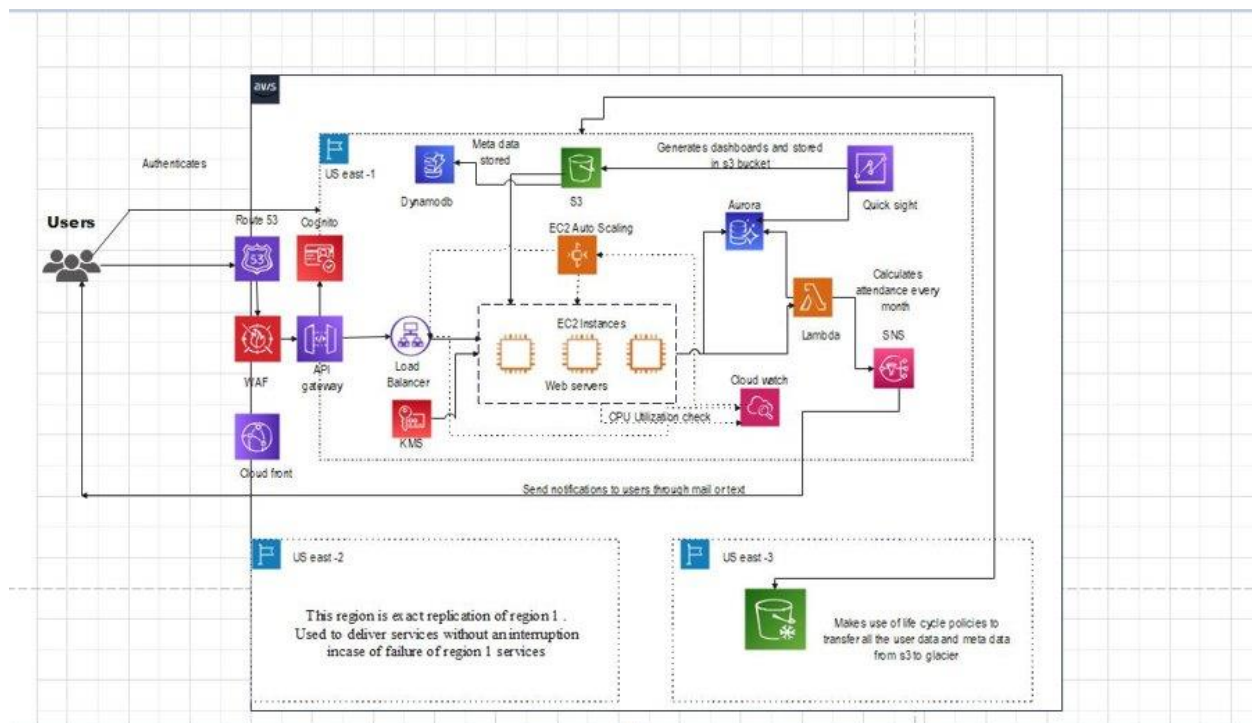 aws
US east -1
Meta data
stored
Generates dashboards and stored
in s3 bucket
Authenticates
Dynamodb
S3
Quick sight
Aurora
Users
Route 53
Cognito
EC2 Auto Scaling
53
Calculates
attendance every
month
EC2 Instances
Lambda
SNS
WAF
API
gateway
Load
Balancer
Web servers
Cloud watch
CPU Utilization check
KMS
Cloud front
Send notifications to users through mail or text
US east -2
US east -3
This region is exact replication of region 1 .
Used to deliver services without an interruption
incase of failure of region 1 services
Makes use of life cycle policies to
transfer all the user data and meta data
from s3 to glacier